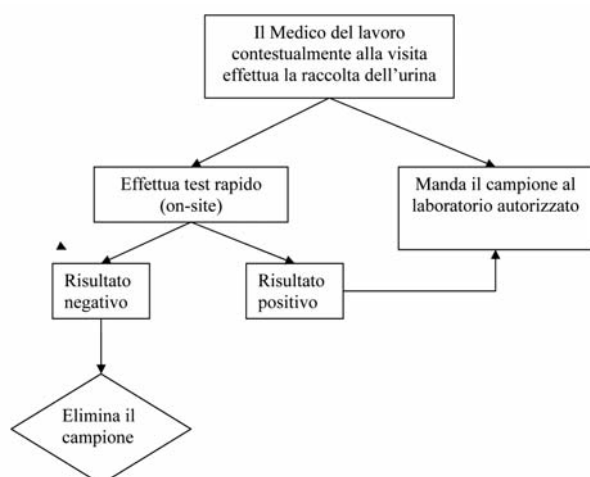 Il Medico del lavoro
contestualmente alla visita
effettua la raccolta dell'urina
Effettua test rapido
(on-site)
Manda il campione al
laboratorio autorizzato
Risultato
negativo
Risultato
positivo
Elimina il
campione